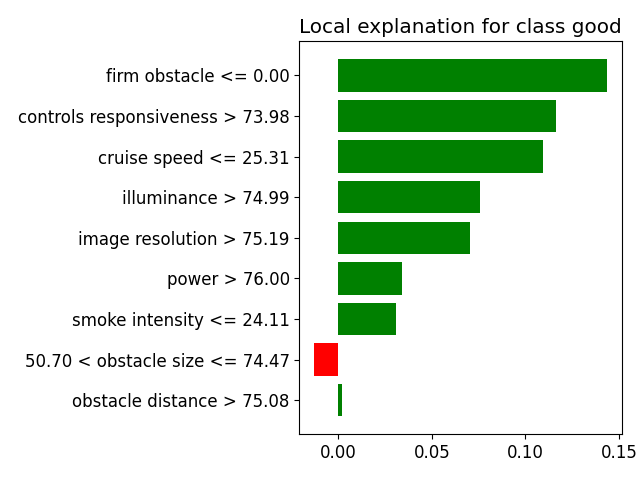 Local explanation for class good
firm obstacle <= 0.00
controls responsiveness > 73.98
cruise speed <= 25.31
illuminance > 74.99
image resolution > 75.19
power > 76.00
smoke intensity <= 24.11
50.70 < obstacle size <= 74.47
obstacle distance > 75.08
0.00 0.05 0.10 0.15